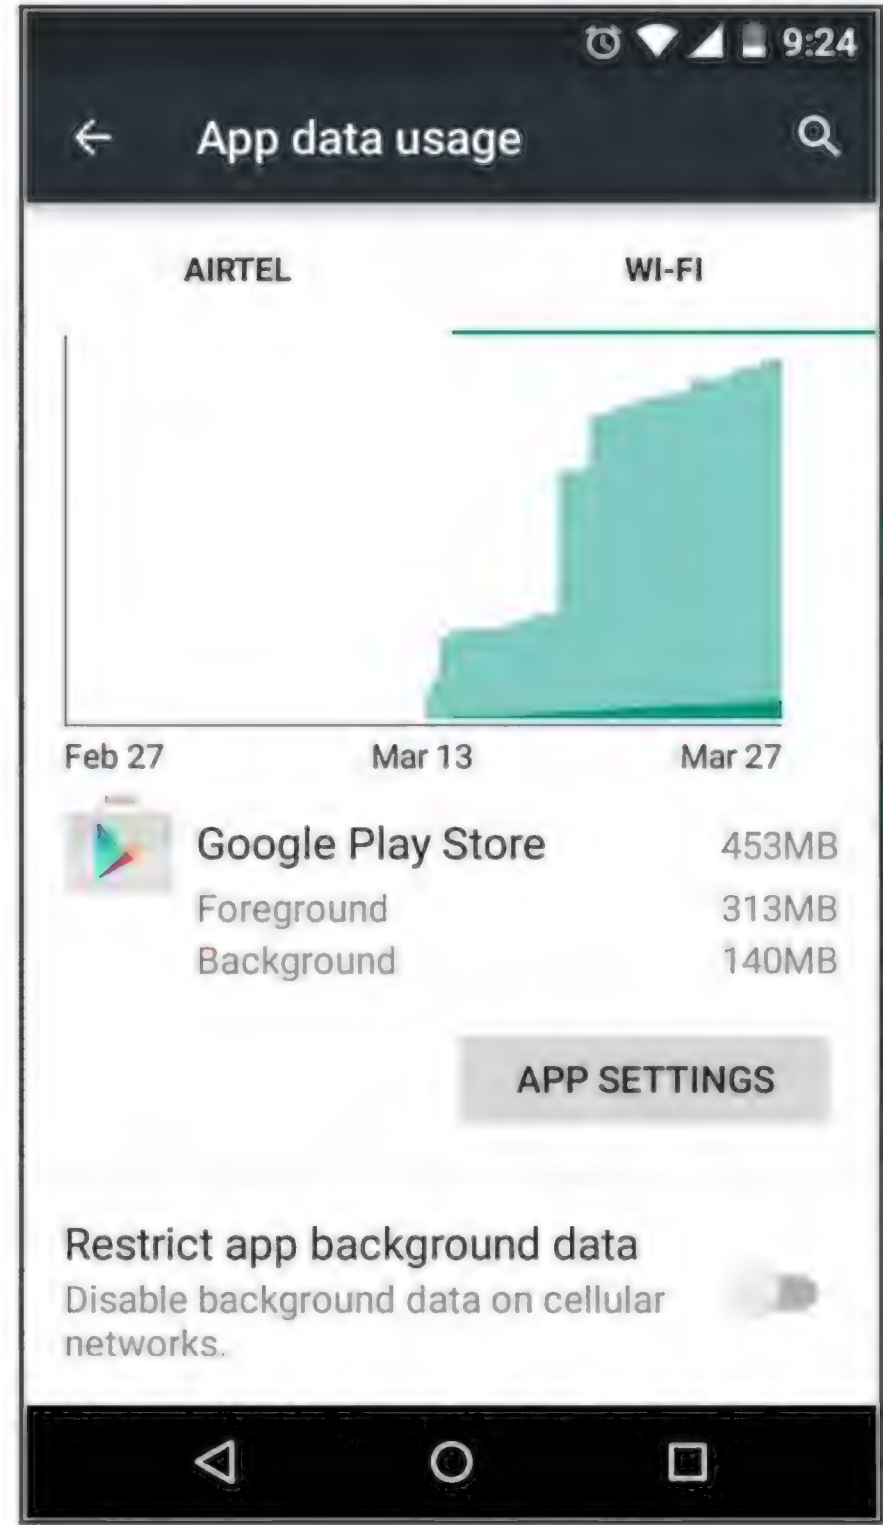 9:24
App data usage
AIRTEL WI-FI
Feb 27 Mar 13 Mar 27
Google Play Store 453MB
Foreground 313MB
Background 140MB
APP SETTINGS
Restrict app background data
Disable background data on cellular
networks.